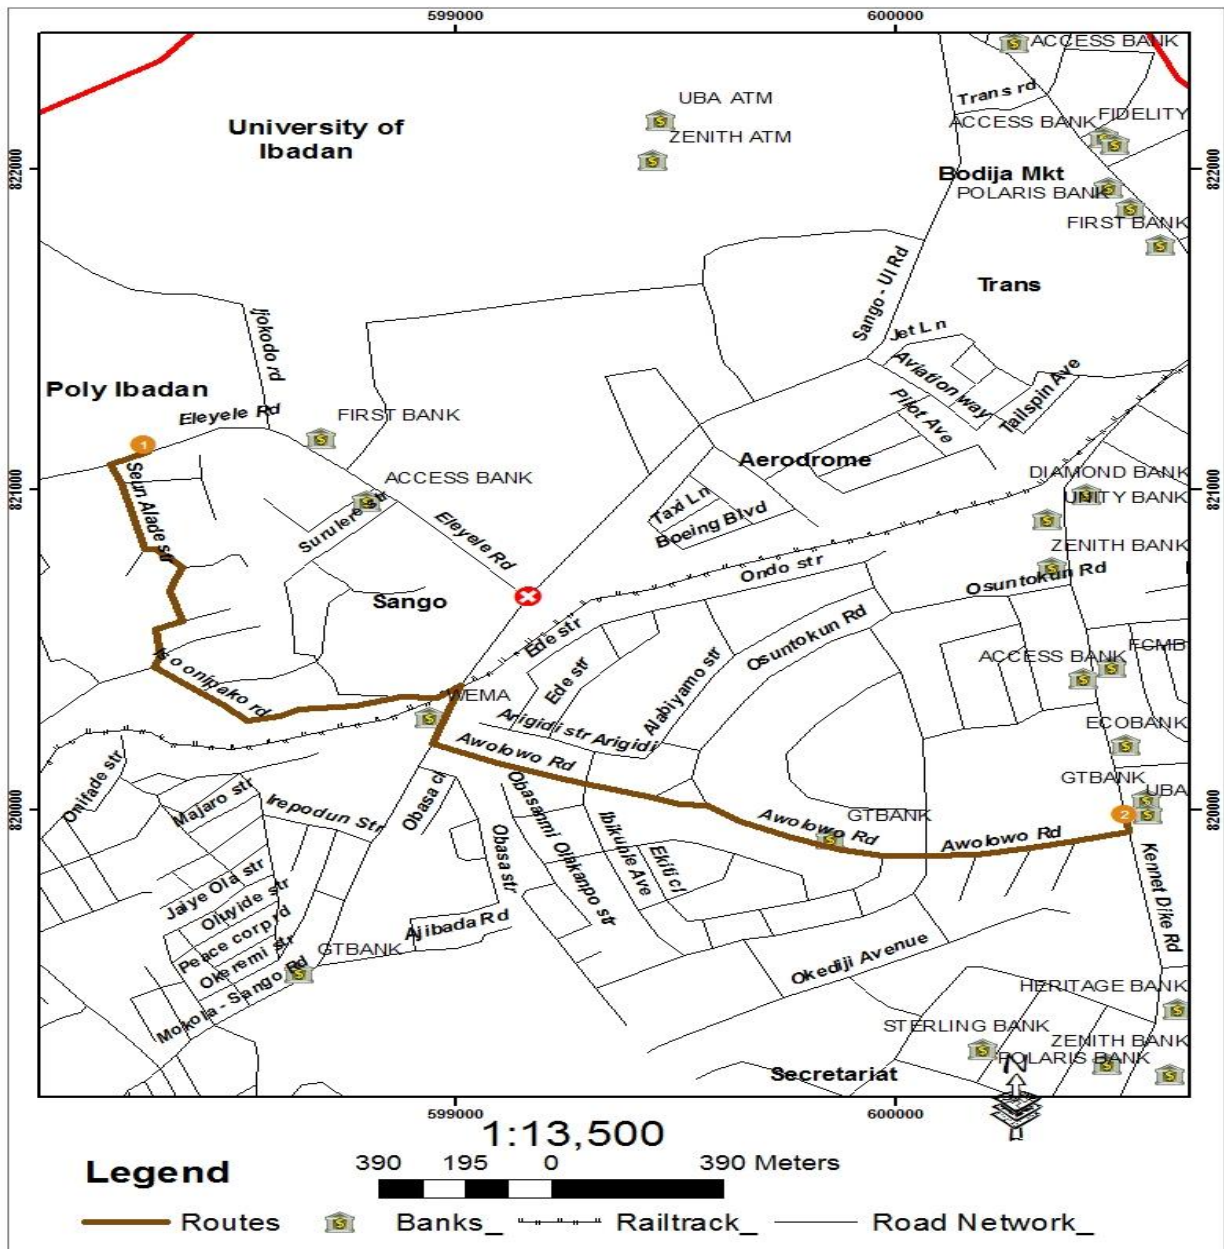 599000
600000
ACCESS BANK
Trans rd
UBA ATM
FIDELITY
ACCESS BANK
University of
Ibadan
ZENITH ATM
822000
822000
Bodija Mkt
POLARIS BANK
FIRST BANK
Sango - UI Rd
Trans
Ijokodo rd
Jet Ln
Aviation way
Tailspin Ave
Poly Ibadan
Eleyele Rd
FIRST BANK
Pilot Ave
1
Aerodrome
Seun Alade str
ACCESS BANK
DIAMOND BANK
821000
821000
UNITY BANK
Taxi Ln
Surulere str
Eleyele Rd
Boeing Blvd
ZENITH BANK
Ondo str
Osuntokun Rd
Sango
Ede str
Osuntokun Rd
FCMB
ACCESS BANK
Ede str
Alabiyamo str
Iso onipako rd
WEMA
Arigidi str Arigidi
ECOBANK
Awolowo Rd
GTBANK
UBA
Onifade str
Majaro str
Irepodun Str
Obasa cl
820000
820000
GTBANK
2
Awolowo Rd
Awolowo Rd
Obasa str
Obasanmi Olakanpo str
Ibikunle Ave
Ekiti cl
Kennet Dike Rd
Jaiye Ola str
Oluyide str
Peace corp rd
Ajibada Rd
Okeremi str
GTBANK
Okediji Avenue
Mokola - Sango Rd
HERITAGE BANK
STERLING BANK
ZENITH BANK
POLARIS BANK
N
Secretariat
599000
600000
1:13,500
Legend
390 195 0 390 Meters
Routes Banks_ Railtrack_ Road Network_